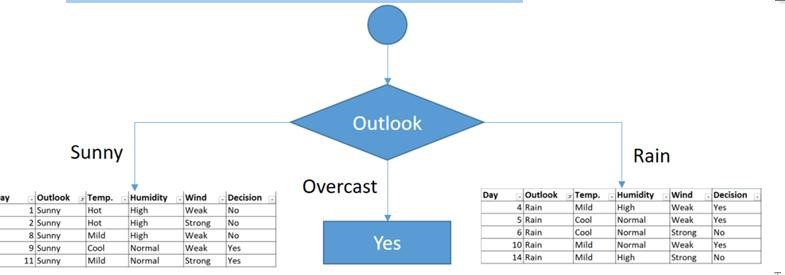 Outlook
Sunny
Rain
Overcast
Yes
ay Outlook Temp. Humidity Wind Decision
1 Sunny Hot High Weak No
2 Sunny Hot High Strong No
8 Sunny Mild High Weak No
9 Sunny Cool Normal Weak Yes
11 Sunny Mild Normal Strong Yes
Day Outlook Temp. Humidity Wind Decision
4 Rain Mild High Weak Yes
5 Rain Cool Normal Weak Yes
6 Rain Cool Normal Strong No
10 Rain Mild Normal Weak Yes
14 Rain Mild High Strong No